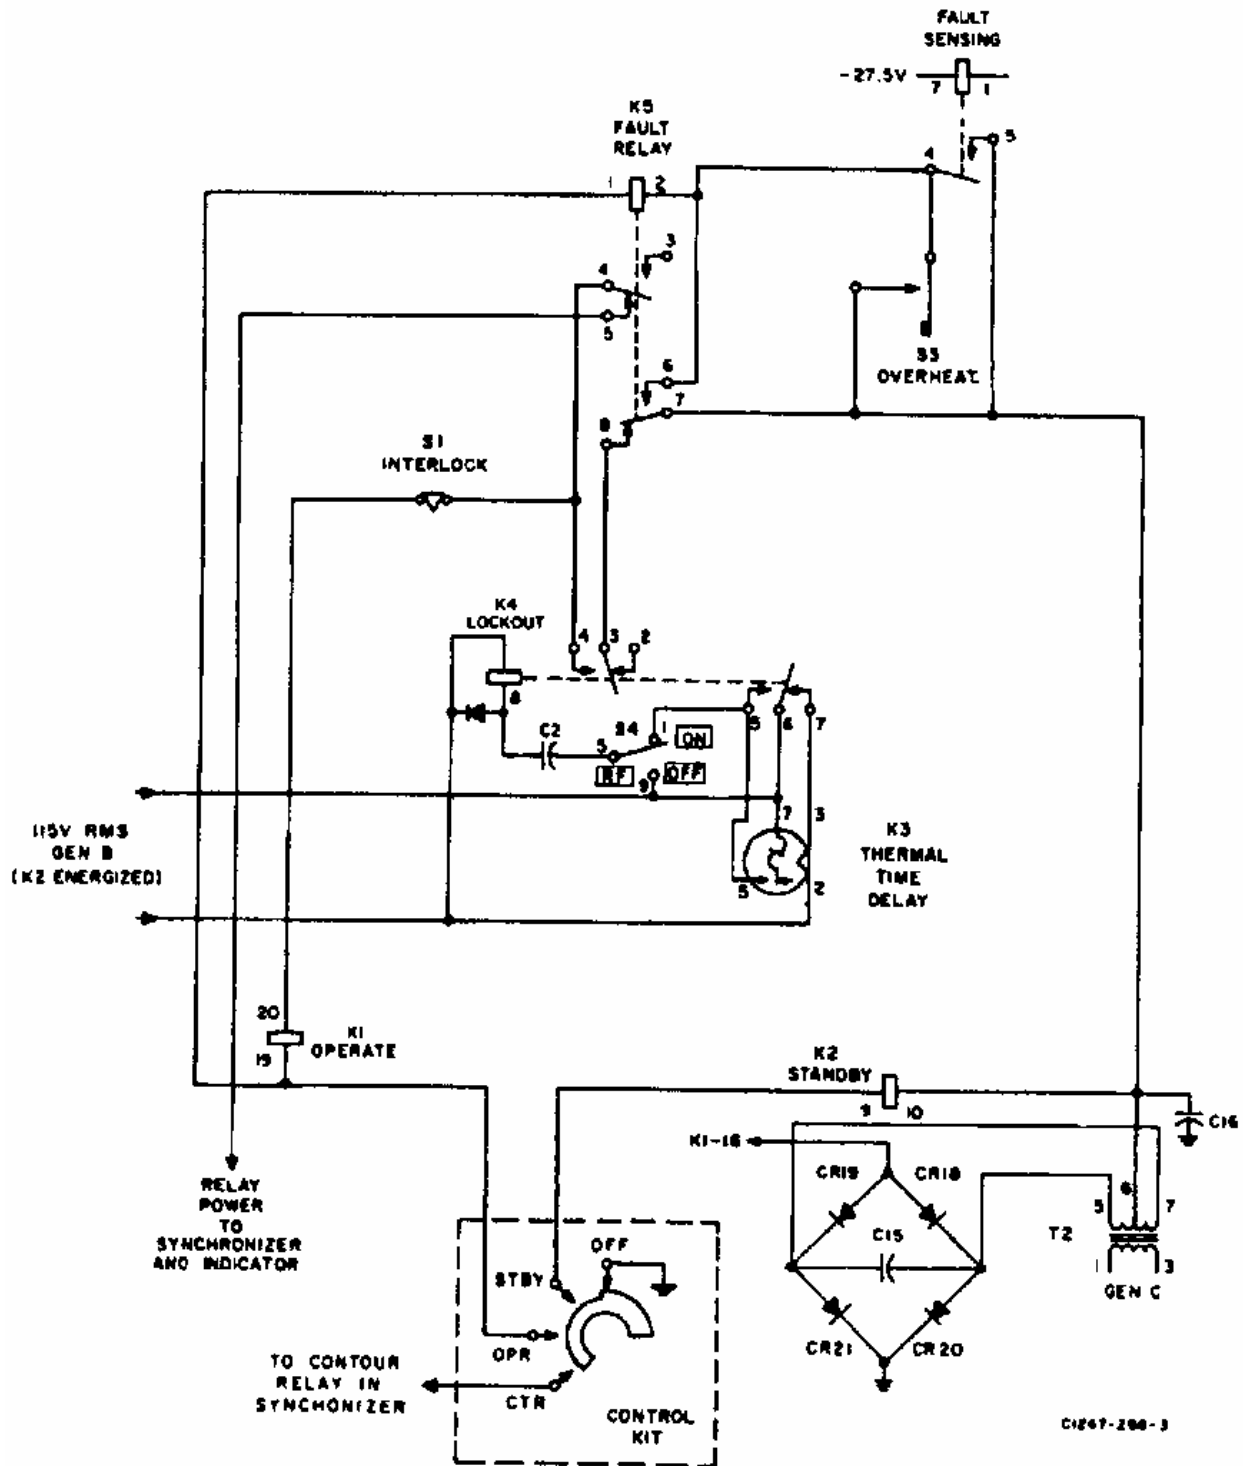 FAULT
SENSING
-27.5V
7
1
K5
FAULT
RELAY
1
2
4
5
3
4
5
S3
OVERHEAT
6
7
8
S1
INTERLOCK
K4
LOCKOUT
4
3
2
8
5
6
7
C2
S4
1
ON
5
RF
OFF
9
115V RMS
GEN B
(K2 ENERGIZED)
7
3
K3
THERMAL
TIME
DELAY
5
2
20
K1
OPERATE
19
K2
STANDBY
9
10
C16
K1-16
CR19
CR18
6
5
7
RELAY
POWER
TO
SYNCHRONIZER
AND INDICATOR
T2
C15
OFF
STBY
1
3
GEN C
OPR
CR21
CR20
TO CONTOUR
RELAY IN
SYNCHONIZER
CTR
CONTROL
KIT